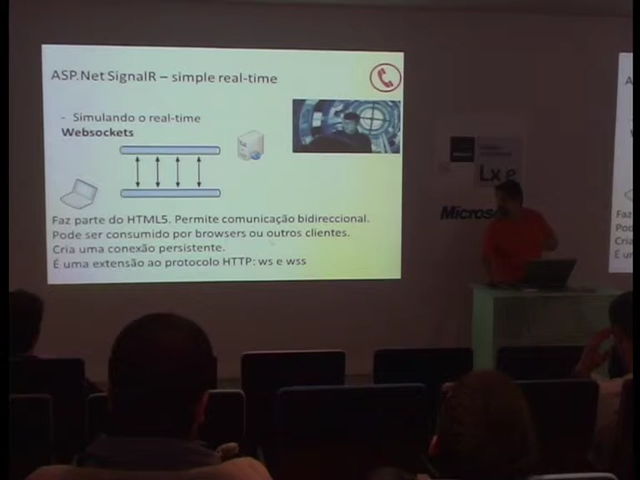 ASP.Net SignalR – simple real-time
- Simulando o real-time
Websockets
Faz parte do HTML5. Permite comunicação bidireccional.
Pode ser consumido por browsers ou outros clientes.
Cria uma conexão persistente.
É uma extensão ao protocolo HTTP: ws e wss
Microso